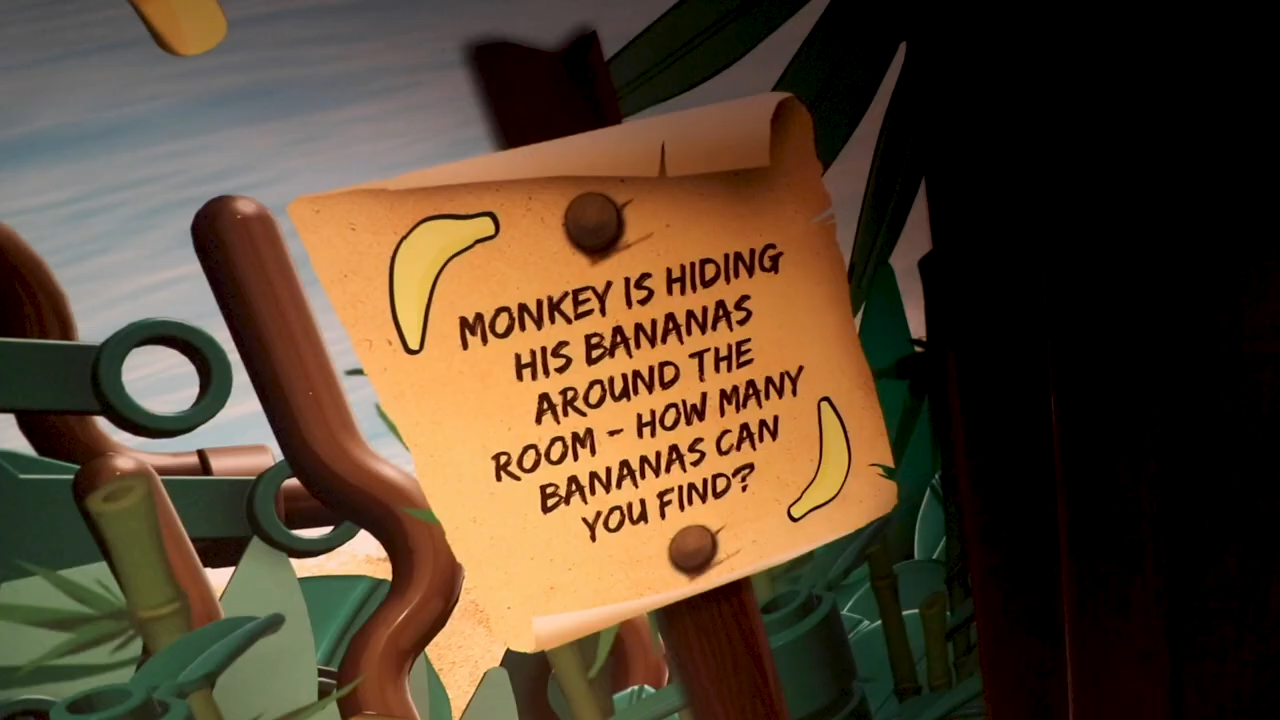 MONKEY IS HIDING
HIS BANANAS
AROUND THE
ROOM - HOW MANY
BANANAS CAN
YOU FIND?